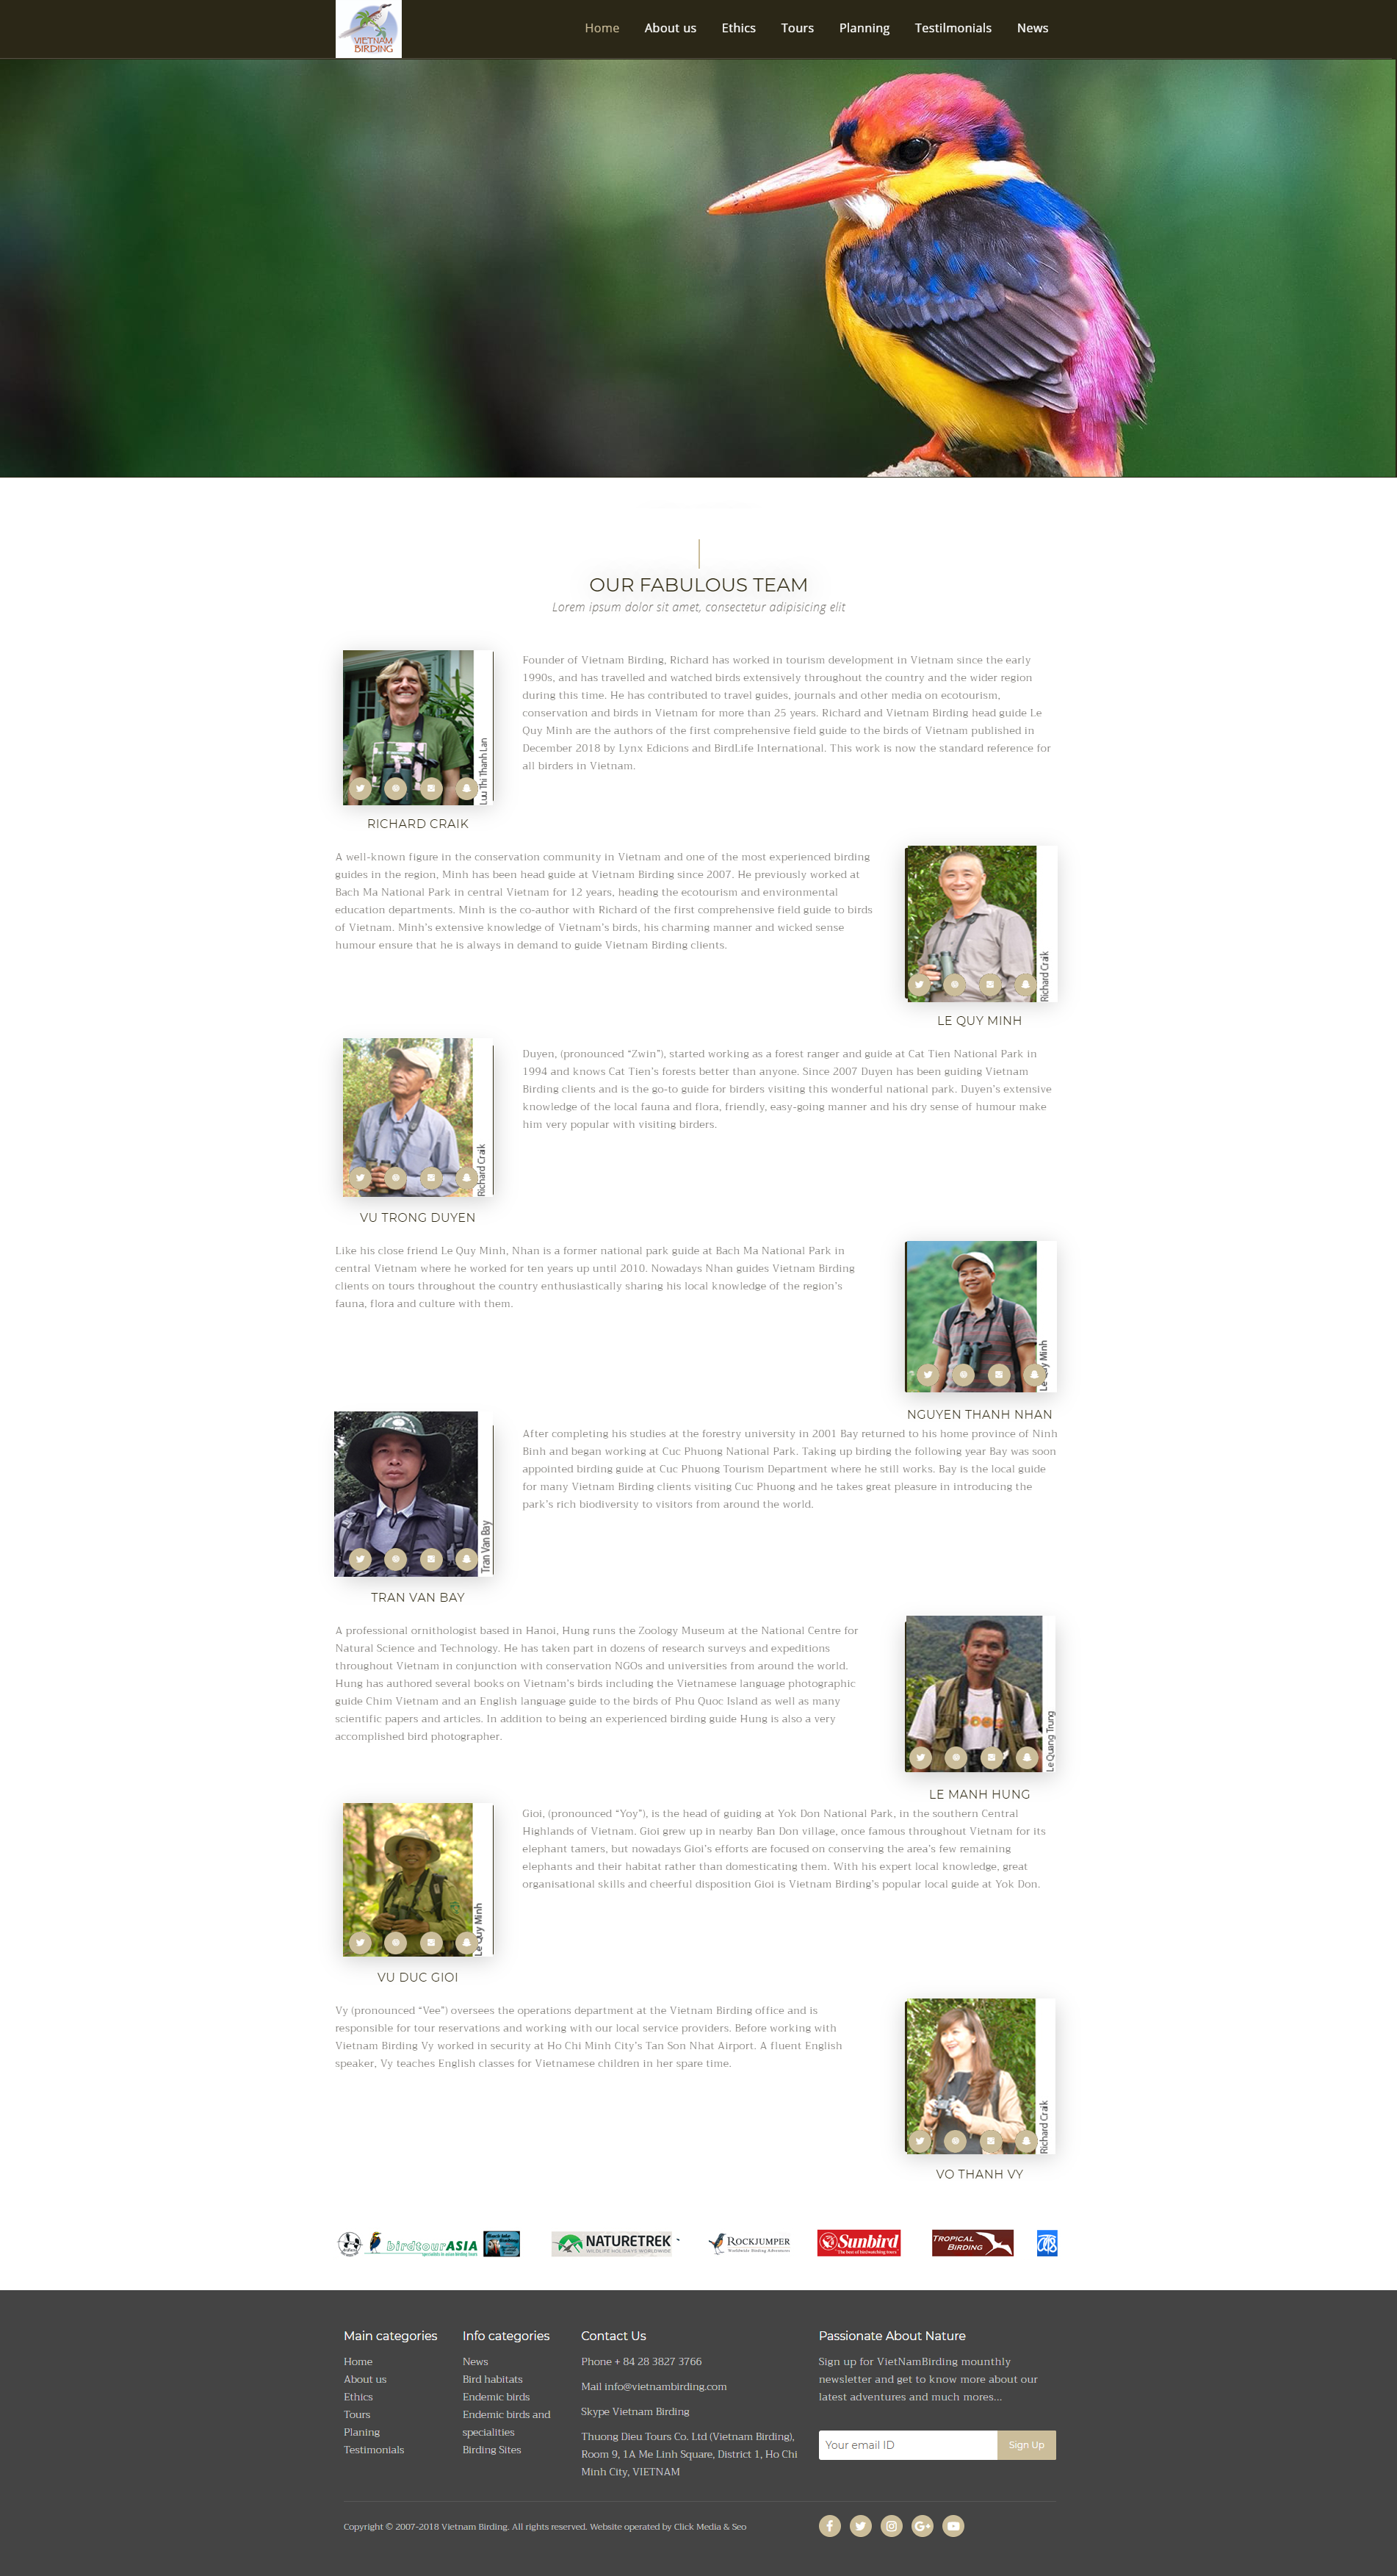 VIETNAM
BIRDING
Home About us Ethics Tours Planning Testilmonials News
OUR FABULOUS TEAM
Lorem ipsum dolor sit amet, consectetur adipisicing elit
Luu Thi Thanh Lan
RICHARD CRAIK
Founder of Vietnam Birding, Richard has worked in tourism development in Vietnam since the early
1990s, and has travelled and watched birds extensively throughout the country and the wider region
during this time. He has contributed to travel guides, journals and other media on ecotourism,
conservation and birds in Vietnam for more than 25 years. Richard and Vietnam Birding head guide Le
Quy Minh are the authors of the first comprehensive field guide to the birds of Vietnam published in
December 2018 by Lynx Edicions and BirdLife International. This work is now the standard reference for
all birders in Vietnam.
A well-known figure in the conservation community in Vietnam and one of the most experienced birding
guides in the region, Minh has been head guide at Vietnam Birding since 2007. He previously worked at
Bach Ma National Park in central Vietnam for 12 years, heading the ecotourism and environmental
education departments. Minh is the co-author with Richard of the first comprehensive field guide to birds
of Vietnam. Minh’s extensive knowledge of Vietnam’s birds, his charming manner and wicked sense
humour ensure that he is always in demand to guide Vietnam Birding clients.
Richard Craik
LE QUY MINH
Richard Craik
VU TRONG DUYEN
Duyen, (pronounced “Zwin”), started working as a forest ranger and guide at Cat Tien National Park in
1994 and knows Cat Tien’s forests better than anyone. Since 2007 Duyen has been guiding Vietnam
Birding clients and is the go-to guide for birders visiting this wonderful national park. Duyen’s extensive
knowledge of the local fauna and flora, friendly, easy-going manner and his dry sense of humour make
him very popular with visiting birders.
Like his close friend Le Quy Minh, Nhan is a former national park guide at Bach Ma National Park in
central Vietnam where he worked for ten years up until 2010. Nowadays Nhan guides Vietnam Birding
clients on tours throughout the country enthusiastically sharing his local knowledge of the region’s
fauna, flora and culture with them.
Le Quy Minh
NGUYEN THANH NHAN
Tran Van Bay
TRAN VAN BAY
After completing his studies at the forestry university in 2001 Bay returned to his home province of Ninh
Binh and began working at Cuc Phuong National Park. Taking up birding the following year Bay was soon
appointed birding guide at Cuc Phuong Tourism Department where he still works. Bay is the local guide
for many Vietnam Birding clients visiting Cuc Phuong and he takes great pleasure in introducing the
park’s rich biodiversity to visitors from around the world.
A professional ornithologist based in Hanoi, Hung runs the Zoology Museum at the National Centre for
Natural Science and Technology. He has taken part in dozens of research surveys and expeditions
throughout Vietnam in conjunction with conservation NGOs and universities from around the world.
Hung has authored several books on Vietnam’s birds including the Vietnamese language photographic
guide Chim Vietnam and an English language guide to the birds of Phu Quoc Island as well as many
scientific papers and articles. In addition to being an experienced birding guide Hung is also a very
accomplished bird photographer.
Le Quang Trung
LE MANH HUNG
Le Quy Minh
VU DUC GIOI
Gioi, (pronounced “Yoy”), is the head of guiding at Yok Don National Park, in the southern Central
Highlands of Vietnam. Gioi grew up in nearby Ban Don village, once famous throughout Vietnam for its
elephant tamers, but nowadays Gioi’s efforts are focused on conserving the area’s few remaining
elephants and their habitat rather than domesticating them. With his expert local knowledge, great
organisational skills and cheerful disposition Gioi is Vietnam Birding’s popular local guide at Yok Don.
Vy (pronounced “Vee”) oversees the operations department at the Vietnam Birding office and is
responsible for tour reservations and working with our local service providers. Before working with
Vietnam Birding Vy worked in security at Ho Chi Minh City’s Tan Son Nhat Airport. A fluent English
speaker, Vy teaches English classes for Vietnamese children in her spare time.
Richard Craik
VO THANH VY
birdtourASIA
specialists in asian birding tours
NATURETREK
WILDLIFE HOLIDAYS WORLDWIDE
ROCKJUMPER
Worldwide Birding Adventures
Sunbird
The best of birdwatching tours
TROPICAL
BIRDING
Main categories
Home
About us
Ethics
Tours
Planing
Testimonials
Info categories
News
Bird habitats
Endemic birds
Endemic birds and
specialities
Birding Sites
Contact Us
Phone + 84 28 3827 3766
Mail info@vietnambirding.com
Skype Vietnam Birding
Thuong Dieu Tours Co. Ltd (Vietnam Birding),
Room 9, 1A Me Linh Square, District 1, Ho Chi
Minh City, VIETNAM
Passionate About Nature
Sign up for VietNamBirding mounthly
newsletter and get to know more about our
latest adventures and much mores...
Your email ID
Sign Up
Copyright © 2007-2018 Vietnam Birding. All rights reserved. Website operated by Click Media & Seo